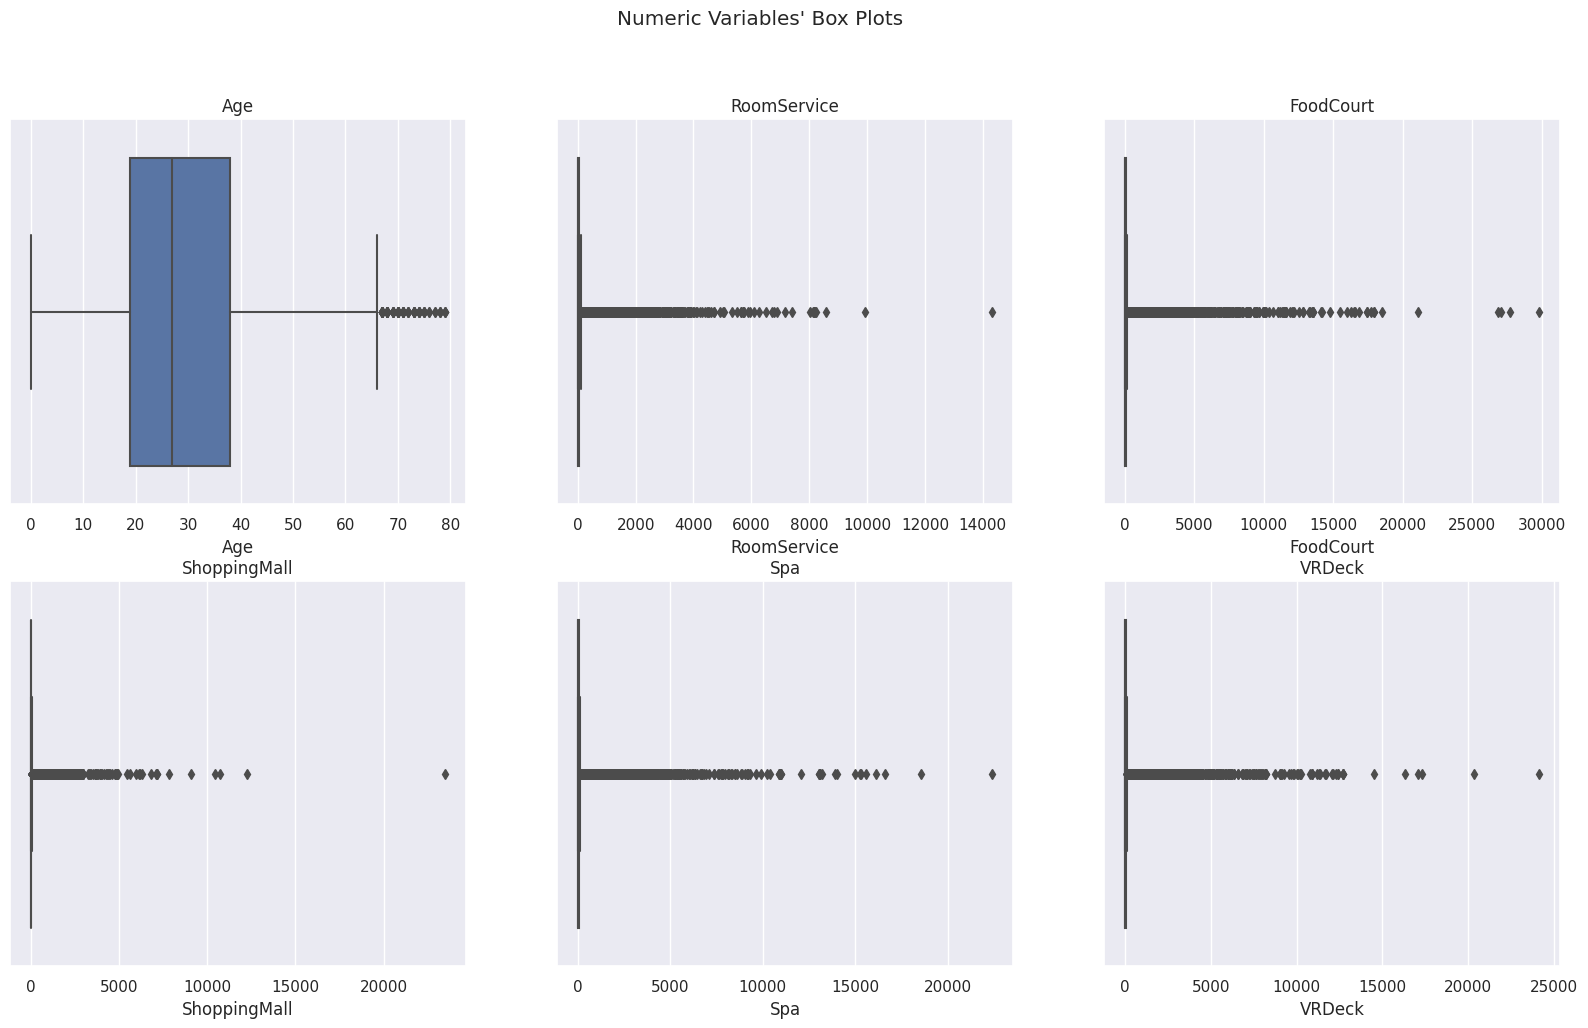 Numeric Variables' Box Plots
Age RoomService FoodCourt
0 10 20 30 40 50 60 70 80 0 2000 4000 6000 8000 10000 12000 14000 0 5000 10000 15000 20000 25000 30000
Age RoomService FoodCourt
ShoppingMall Spa VRDeck
0 5000 10000 15000 20000 0 5000 10000 15000 20000 0 5000 10000 15000 20000 25000
ShoppingMall Spa VRDeck